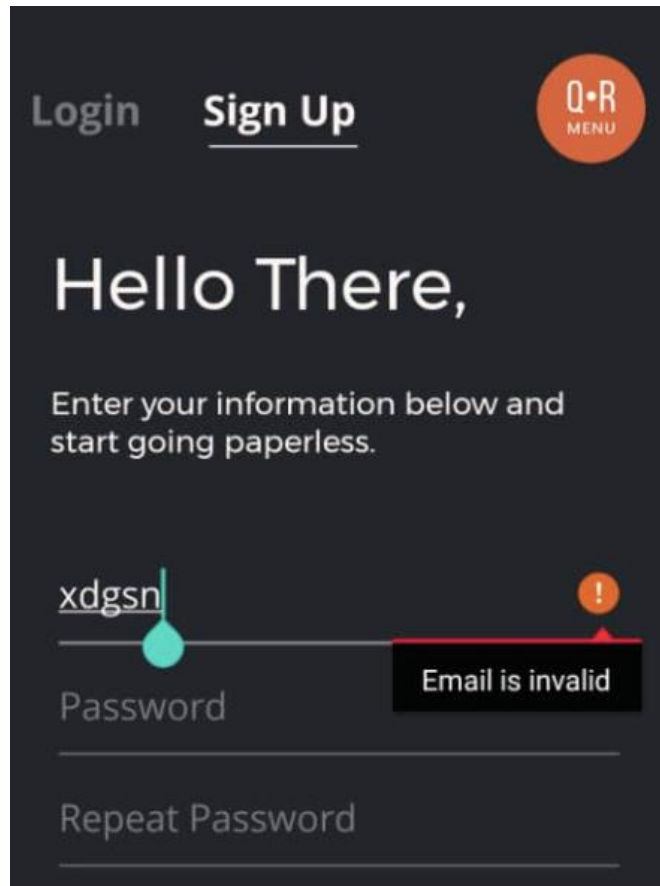 Login Sign Up
Q•R
MENU
Hello There,
Enter your information below and
start going paperless.
xdgsn
!
Email is invalid
Password
Repeat Password